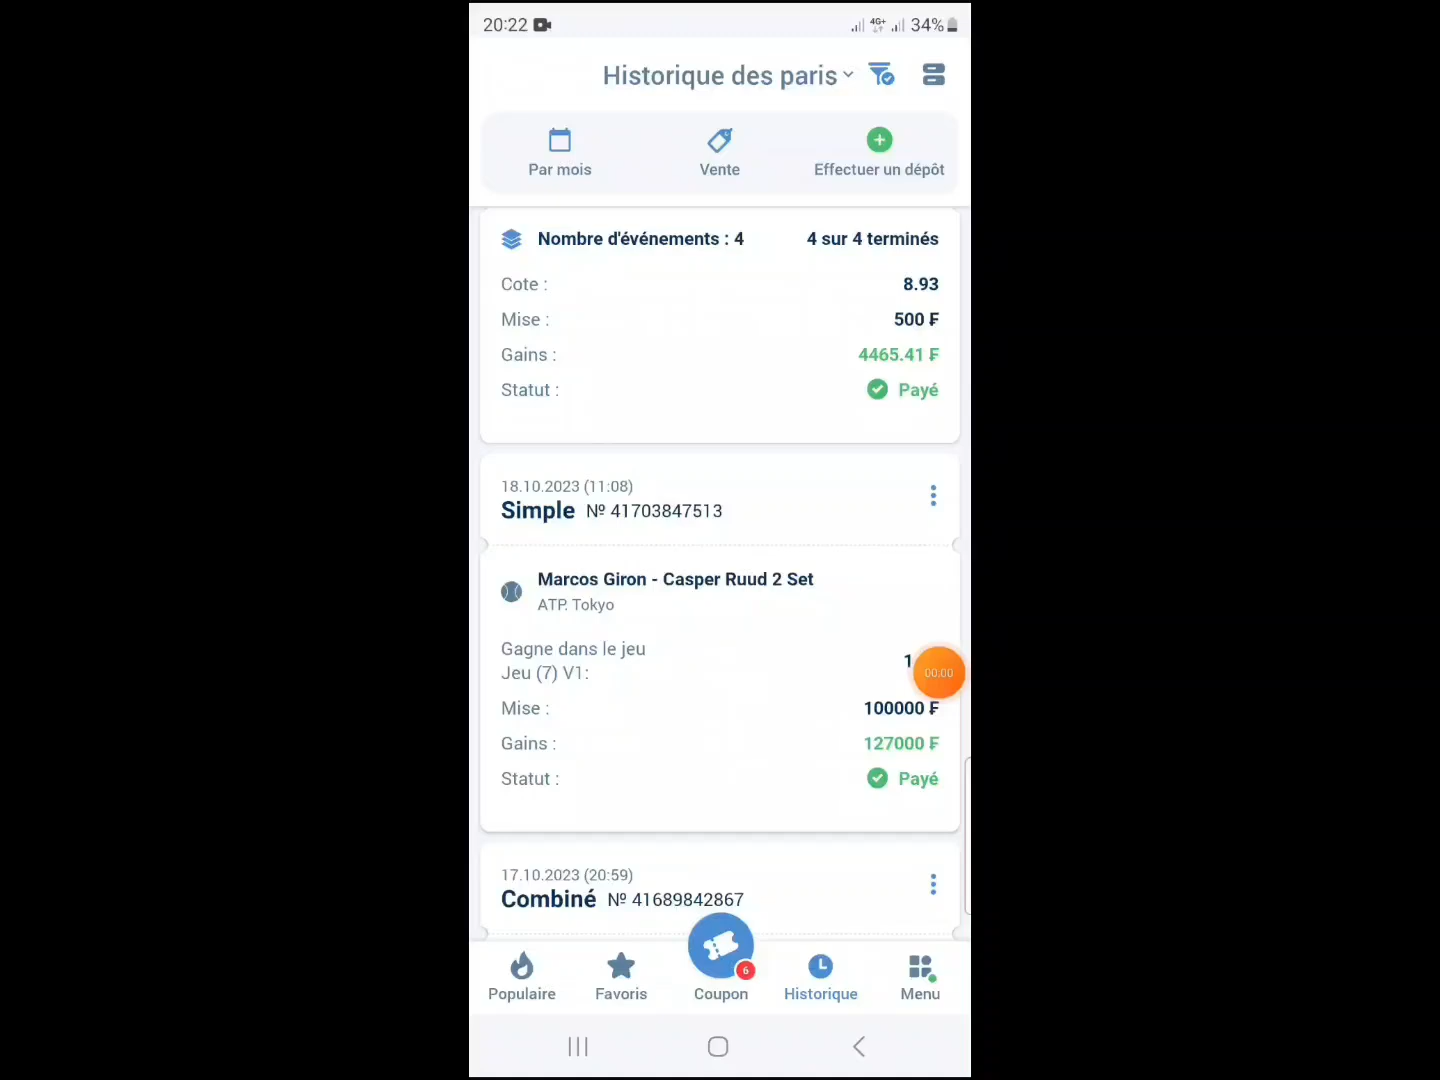 20:22 4G+ 34%
Historique des paris
Par mois Vente Effectuer un dépôt
Nombre d'événements : 4 4 sur 4 terminés
Cote : 8.93
Mise : 500 ₣
Gains : 4465.41 ₣
Statut : Payé
18.10.2023 (11:08)
Simple № 41703847513
Marcos Giron - Casper Ruud 2 Set
ATP. Tokyo
Gagne dans le jeu
Jeu (7) V1: 1
00:00
Mise : 100000 ₣
Gains : 127000 ₣
Statut : Payé
17.10.2023 (20:59)
Combiné № 41689842867
6
Populaire Favoris Coupon Historique Menu